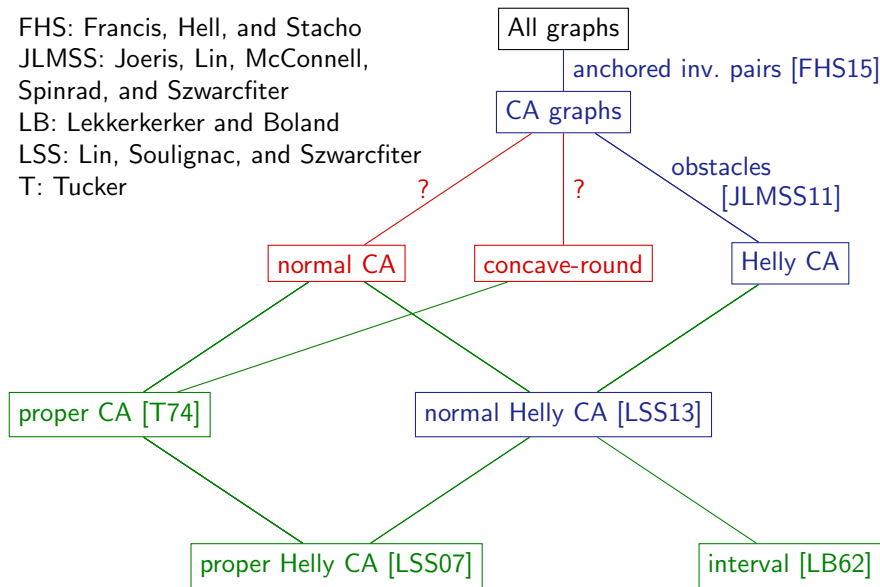 FHS: Francis, Hell, and Stacho
JLMSS: Joeris, Lin, McConnell,
Spinrad, and Szwarcfiter
LB: Lekkerkerker and Boland
LSS: Lin, Soulignac, and Szwarcfiter
T: Tucker
All graphs
anchored inv. pairs [FHS15]
CA graphs
obstacles
[JLMSS11]
?
?
normal CA
concave-round
Helly CA
proper CA [T74]
normal Helly CA [LSS13]
proper Helly CA [LSS07]
interval [LB62]